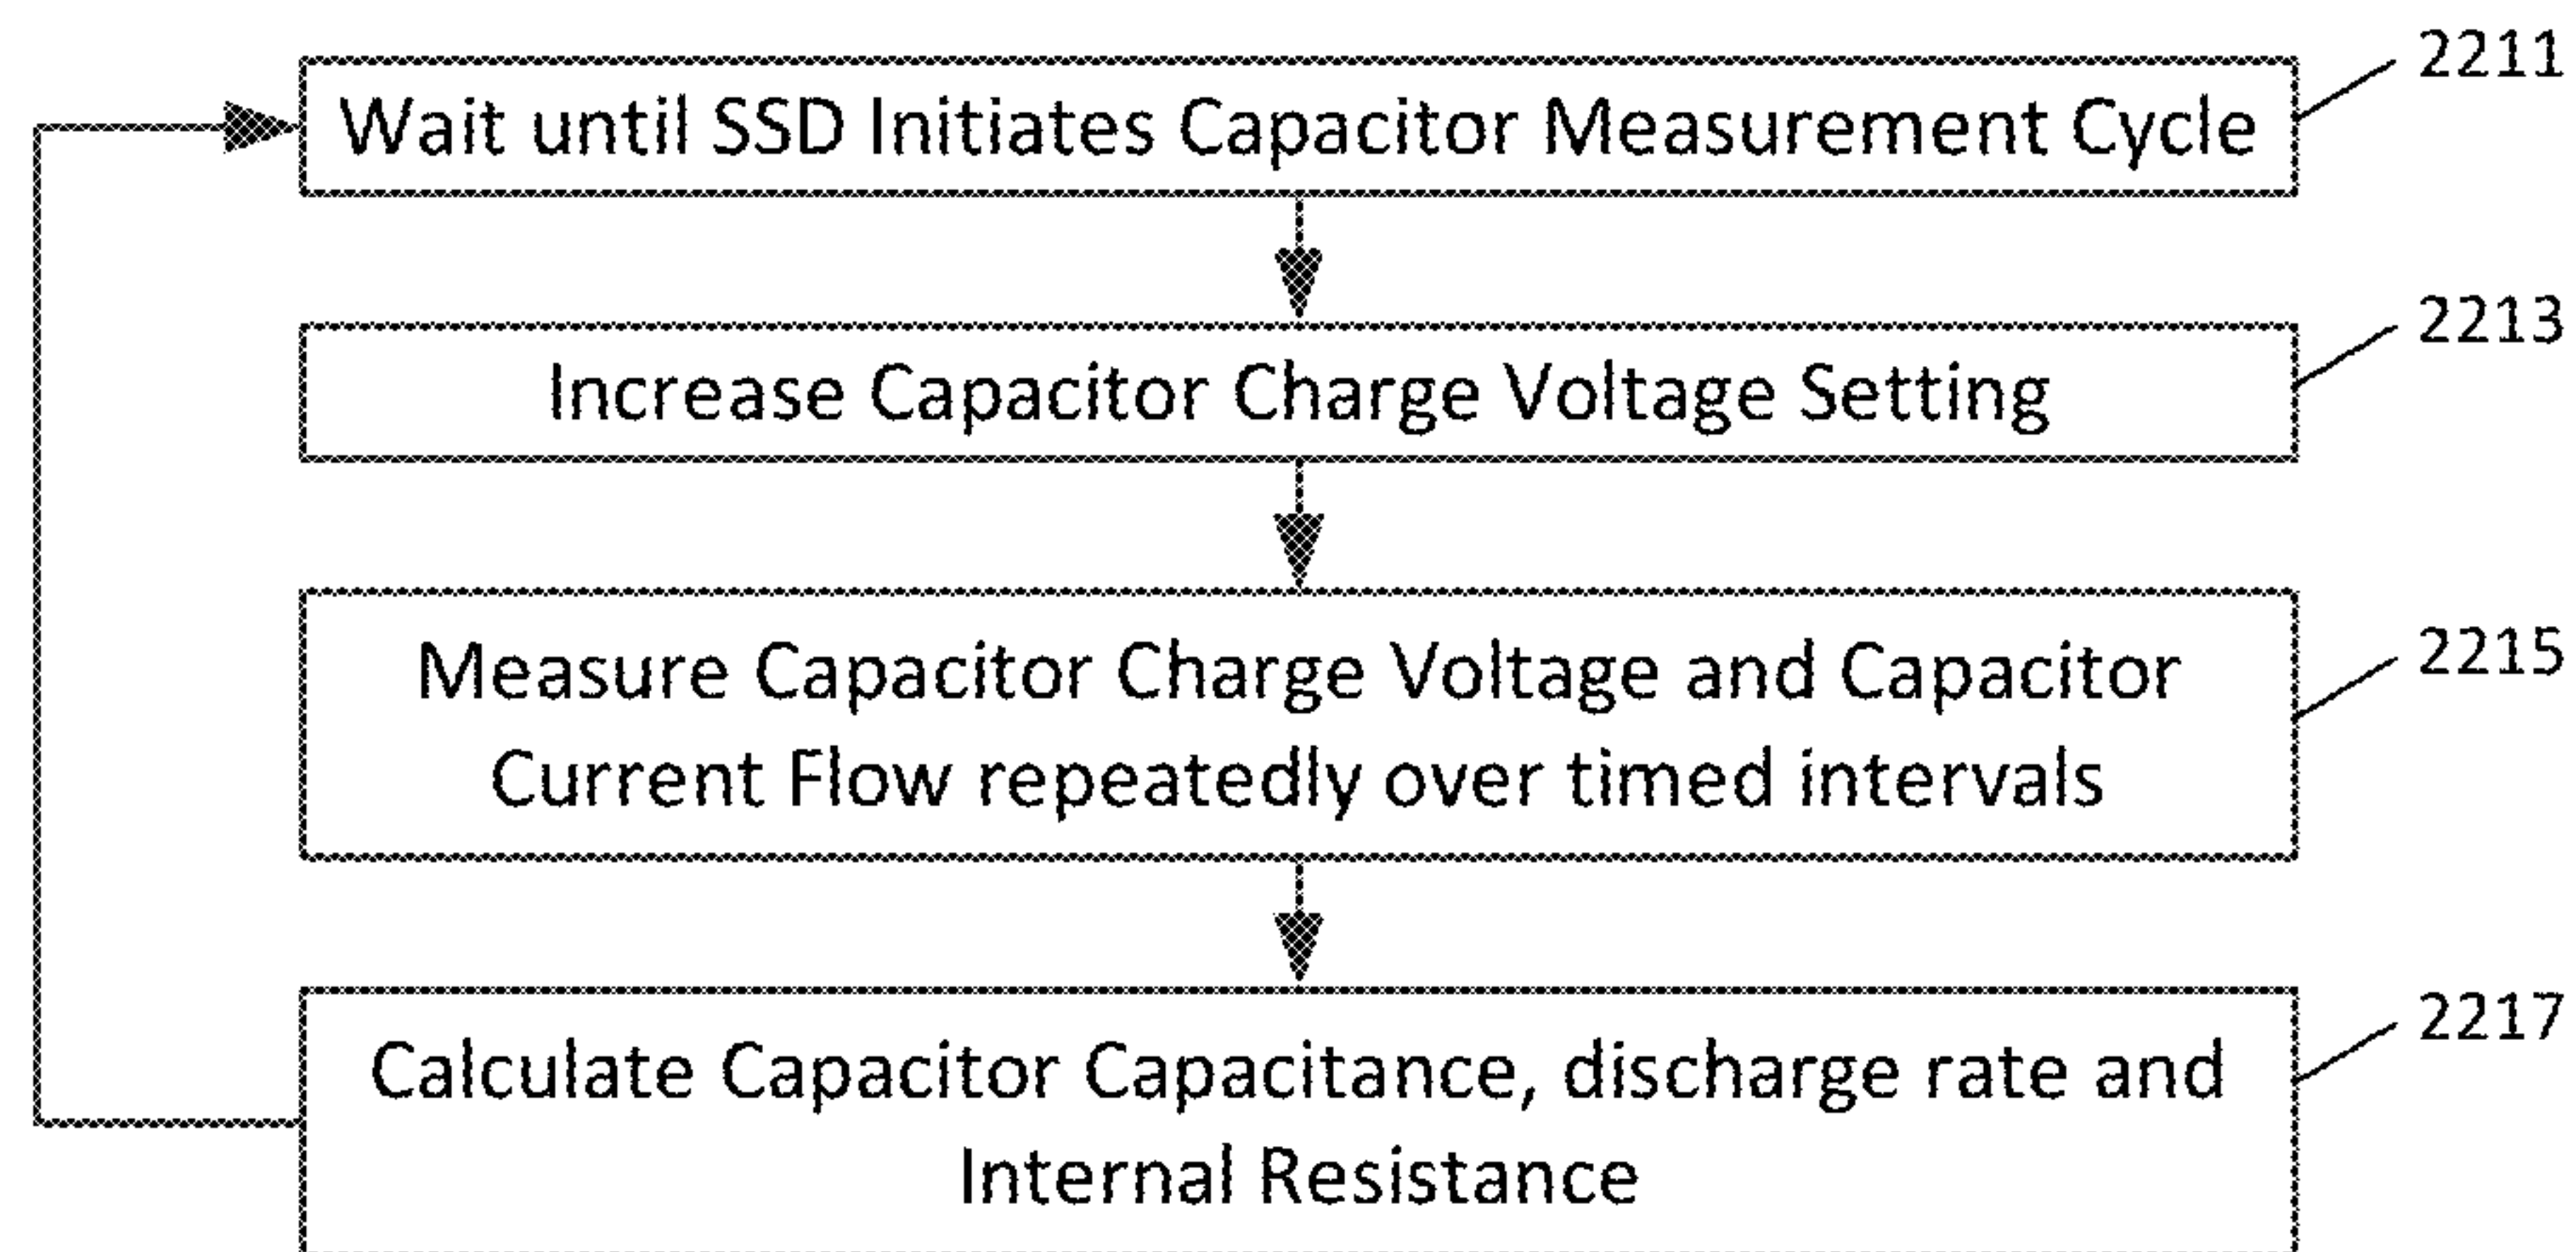 Wait until SSD Initiates Capacitor Measurement Cycle
2211
Increase Capacitor Charge Voltage Setting
2213
Measure Capacitor Charge Voltage and Capacitor
Current Flow repeatedly over timed intervals
2215
Calculate Capacitor Capacitance, discharge rate and
Internal Resistance
2217